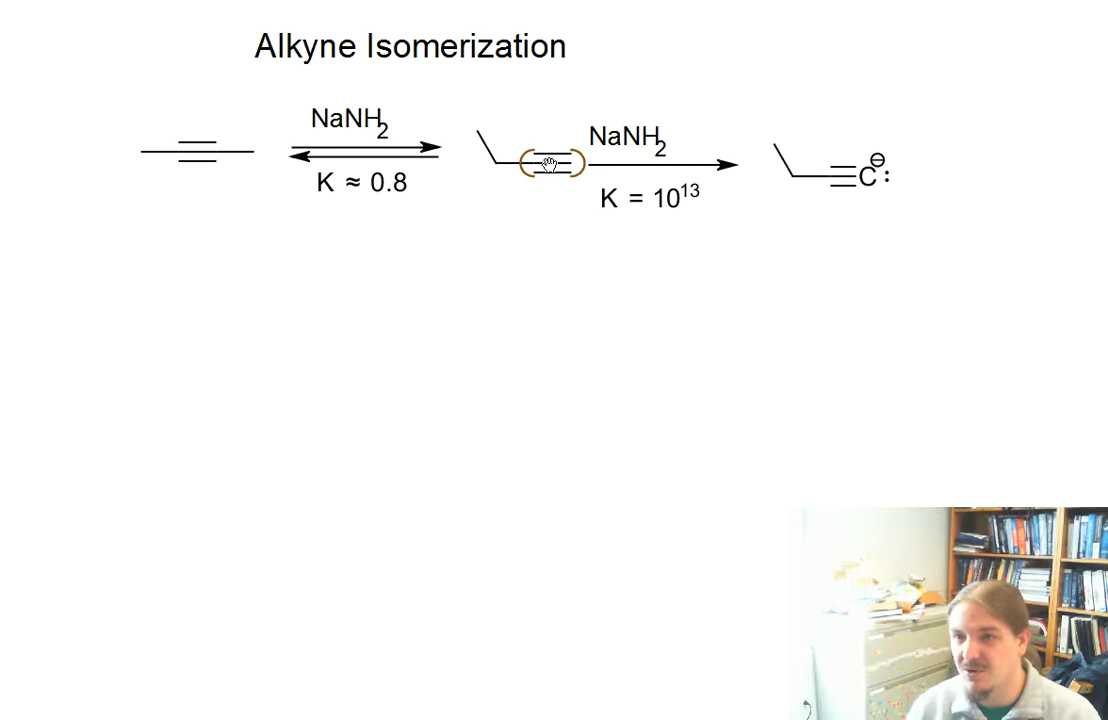 Alkyne Isomerization
NaNH2
K ≈ 0.8
NaNH2
K = 10^13
⊖
C: